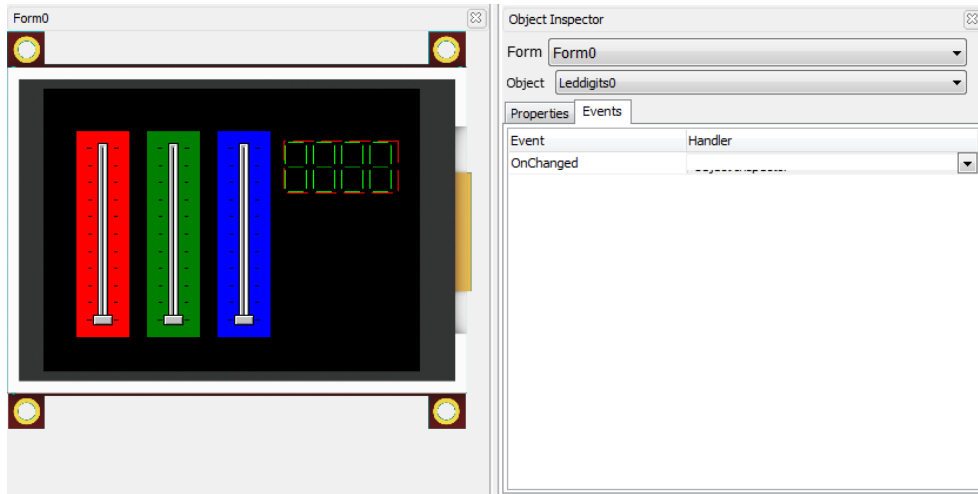 Form0
Object Inspector
Form Form0
Object Leddigits0
Properties Events
Event Handler
OnChanged